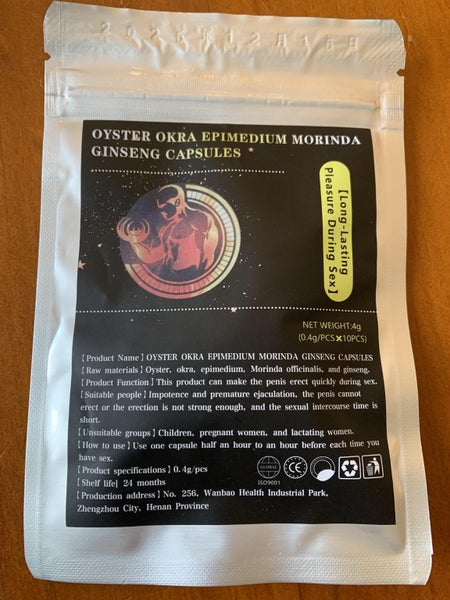 OYSTER OKRA EPIMEDIUM MORINDA
GINSENG CAPSULES *
【Long-Lasting
Pleasure During Sex】
NET WEIGHT:4g
(0.4g/PCS×10PCS)
[Product Name] OYSTER OKRA EPIMEDIUM MORINDA GINSENG CAPSULES
[Raw materials] Oyster, okra, epimedium, Morinda officinalis, and ginseng.
[Product Function] This product can make the penis erect quickly during sex.
[Suitable people] Impotence and premature ejaculation, the penis cannot
erect or the erection is not strong enough, and the sexual intercourse time is
short.
[Unsuitable groups] Children, pregnant women, and lactating women.
[How to use] Use one capsule half an hour to an hour before each time you
have sex.
[Product specifications] 0.4g/pcs
[Shelf life] 24 months
[Production address] No. 256, Wanbao Health Industrial Park,
Zhengzhou City, Henan Province
GLOBAL
CE
ISO9001